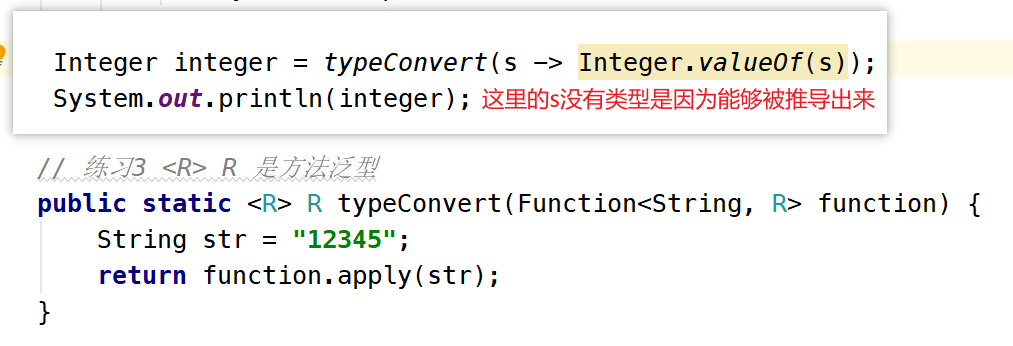 Integer integer = typeConvert(s -> Integer.valueOf(s));
System.out.println(integer); 这里的s没有类型是因为能够被推导出来
// 练习3 <R> R 是方法泛型
public static <R> R typeConvert(Function<String, R> function) {
String str = "12345";
return function.apply(str);
}